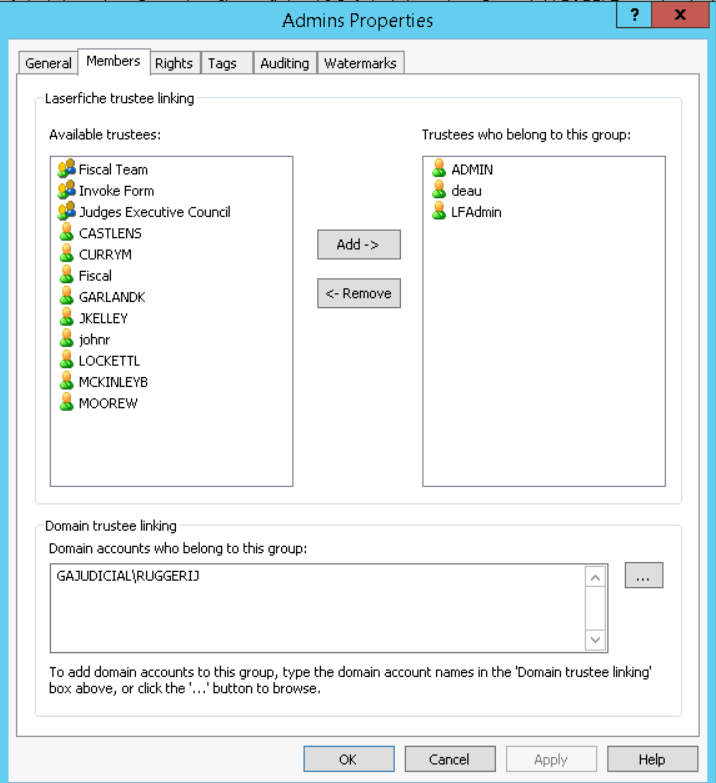 Admins Properties
?
x
General
Members
Rights
Tags
Auditing
Watermarks
Laserfiche trustee linking
Available trustees:
Fiscal Team
Invoke Form
Judges Executive Council
CASTLENS
CURRYM
Fiscal
GARLANDK
JKELLEY
johnr
LOCKETTL
MCKINLEYB
MOOREW
Add ->
<- Remove
Trustees who belong to this group:
ADMIN
deau
LFAdmin
Domain trustee linking
Domain accounts who belong to this group:
GAJUDICIAL\RUGGERIJ
...
To add domain accounts to this group, type the domain account names in the 'Domain trustee linking'
box above, or click the '...' button to browse.
OK
Cancel
Apply
Help